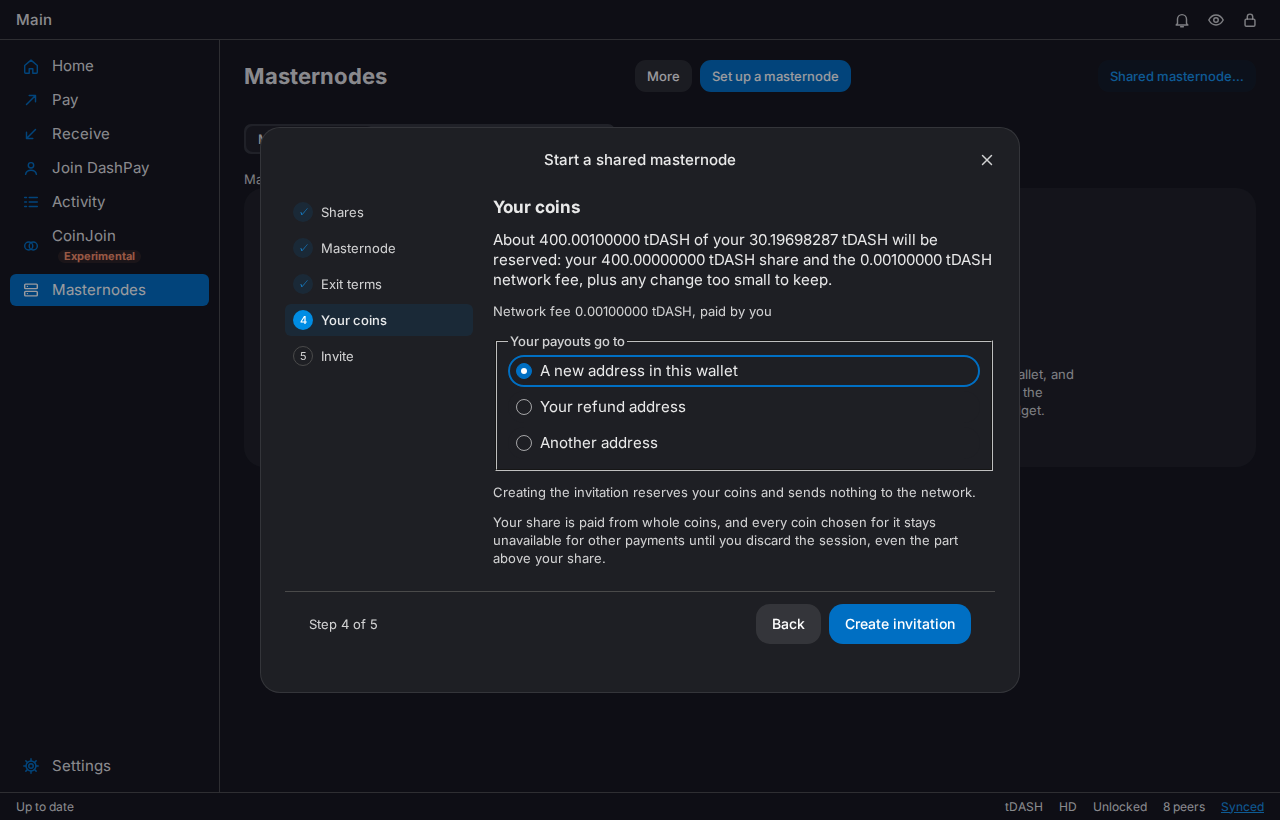 Main
Home
Pay
Receive
Join DashPay
Activity
CoinJoin
Experimental
Masternodes
Settings
Masternodes
More
Set up a masternode
Shared masternode...
Start a shared masternode
✓ Shares
✓ Masternode
✓ Exit terms
4 Your coins
5 Invite
Your coins
About 400.00100000 tDASH of your 30.19698287 tDASH will be
reserved: your 400.00000000 tDASH share and the 0.00100000 tDASH
network fee, plus any change too small to keep.
Network fee 0.00100000 tDASH, paid by you
Your payouts go to
A new address in this wallet
Your refund address
Another address
Creating the invitation reserves your coins and sends nothing to the network.
Your share is paid from whole coins, and every coin chosen for it stays
unavailable for other payments until you discard the session, even the part
above your share.
Step 4 of 5
Back
Create invitation
and
the
Up to date
tDASH
HD
Unlocked
8 peers
Synced